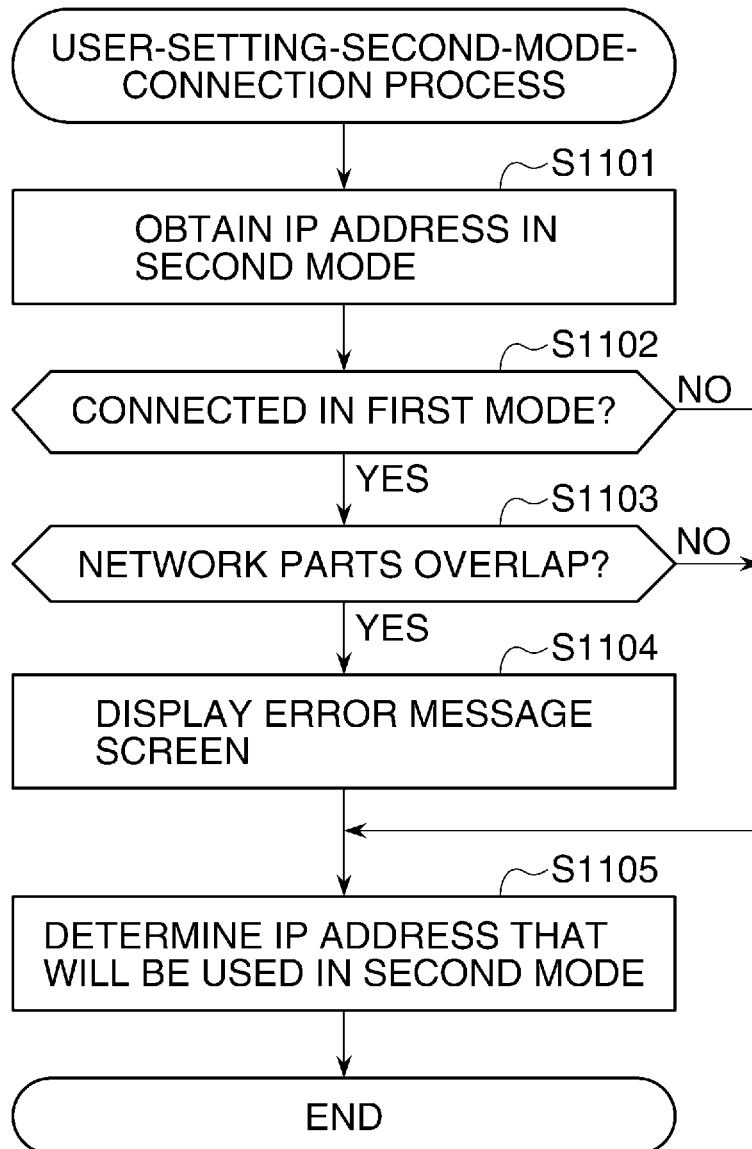 USER-SETTING-SECOND-MODE-
CONNECTION PROCESS
S1101
OBTAIN IP ADDRESS IN
SECOND MODE
S1102
CONNECTED IN FIRST MODE?
NO
YES
S1103
NETWORK PARTS OVERLAP?
NO
YES
S1104
DISPLAY ERROR MESSAGE
SCREEN
S1105
DETERMINE IP ADDRESS THAT
WILL BE USED IN SECOND MODE
END